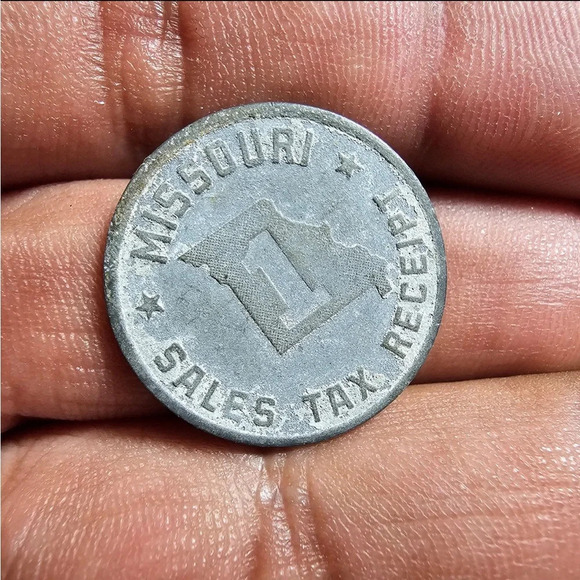 MISSOURI
SALES TAX RECEIPT
1